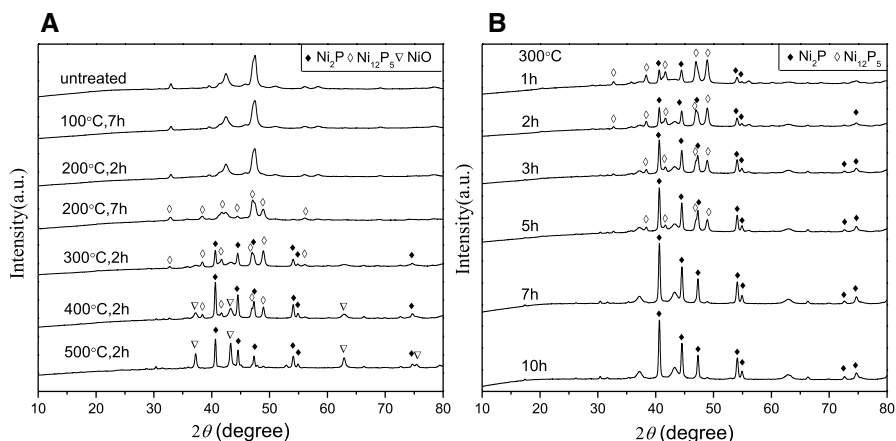 A
◆ Ni₂P ◇ Ni₁₂P₅ ▽ NiO
untreated
100°C,7h
200°C,2h
200°C,7h
300°C,2h
400°C,2h
500°C,2h
Intensity(a.u.)
10 20 30 40 50 60 70 80
2θ (degree)
B
300°C
◆ Ni₂P ◇ Ni₁₂P₅
1h
2h
3h
5h
7h
10h
Intensity(a.u.)
10 20 30 40 50 60 70 80
2θ (degree)